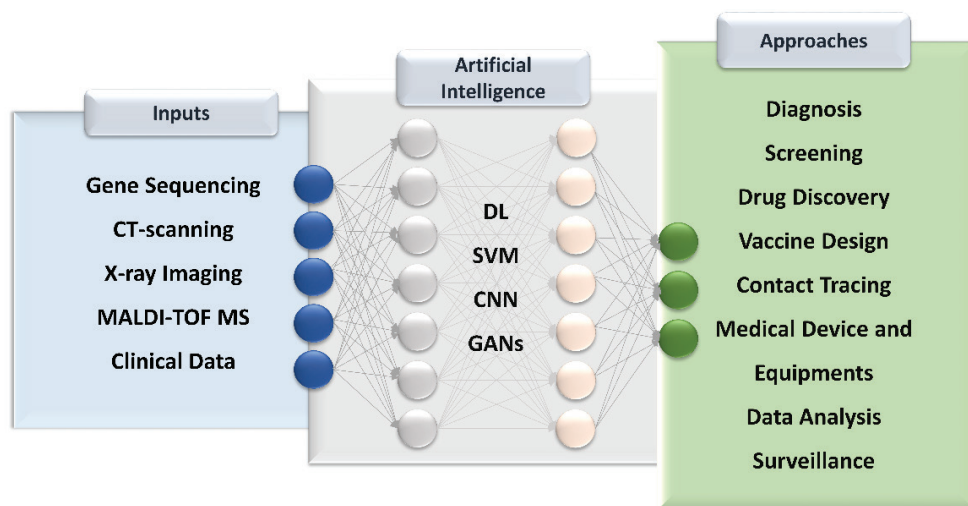 Inputs
Gene Sequencing
CT-scanning
X-ray Imaging
MALDI-TOF MS
Clinical Data
Artificial
Intelligence
DL
SVM
CNN
GANs
Approaches
Diagnosis
Screening
Drug Discovery
Vaccine Design
Contact Tracing
Medical Device and
Equipments
Data Analysis
Surveillance